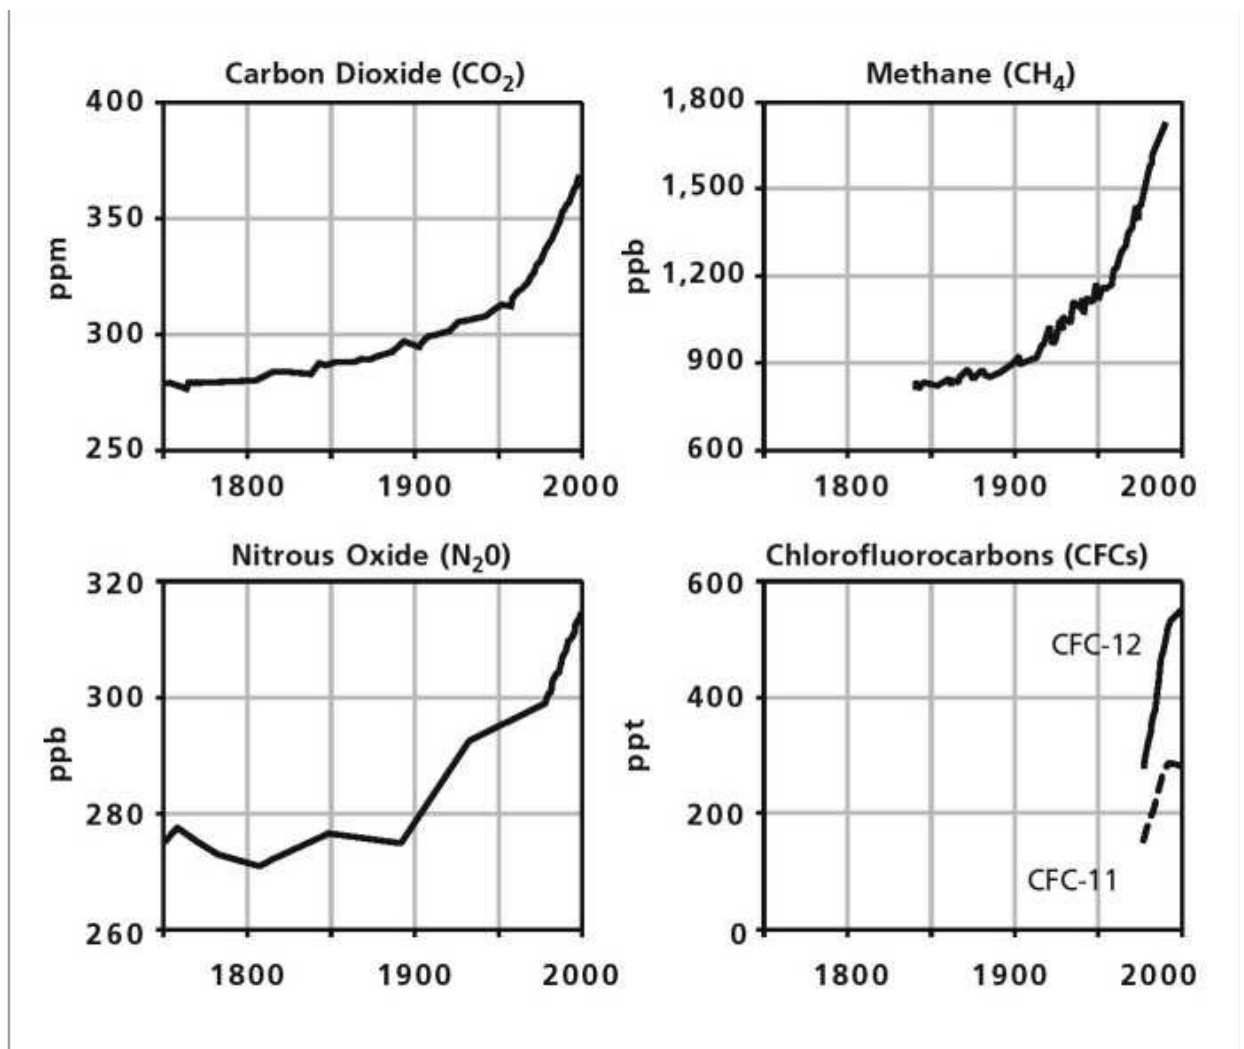 Carbon Dioxide (CO₂)
400
350
300
250
ppm
1800 1900 2000
Methane (CH₄)
1,800
1,500
1,200
900
600
ppb
1800 1900 2000
Nitrous Oxide (N₂0)
320
300
280
260
ppb
1800 1900 2000
Chlorofluorocarbons (CFCs)
600
400
200
0
ppt
CFC-12
CFC-11
1800 1900 2000